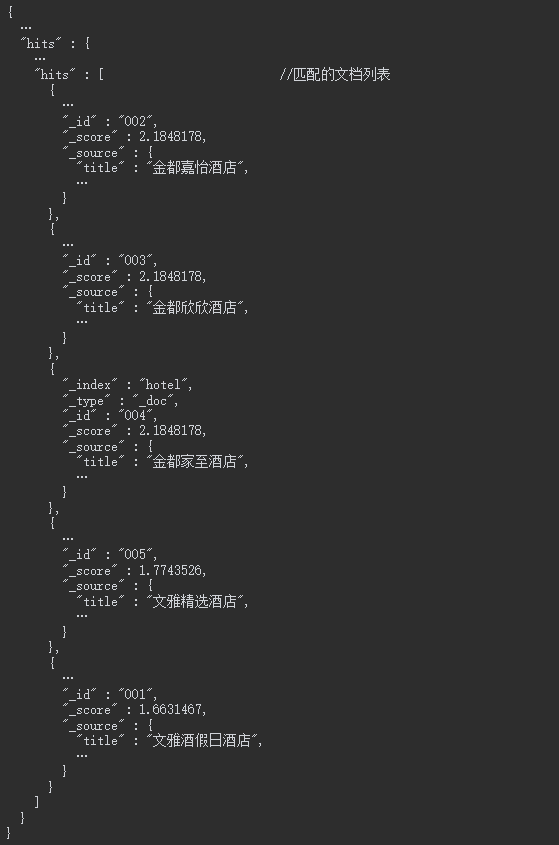 {
  …
  "hits" : {
    …
    "hits" : [                         //匹配的文档列表
      {
        …
        "_id" : "002",
        "_score" : 2.1848178,
        "_source" : {
          "title" : "金都嘉怡酒店",
          …
        }
      },
      {
        …
        "_id" : "003",
        "_score" : 2.1848178,
        "_source" : {
          "title" : "金都欣欣酒店",
          …
        }
      },
      {
        "_index" : "hotel",
        "_type" : "_doc",
        "_id" : "004",
        "_score" : 2.1848178,
        "_source" : {
          "title" : "金都家至酒店",
          …
        }
      },
      {
        …
        "_id" : "005",
        "_score" : 1.7743526,
        "_source" : {
          "title" : "文雅精选酒店",
          …
        }
      },
      {
        …
        "_id" : "001",
        "_score" : 1.6631467,
        "_source" : {
          "title" : "文雅酒假日酒店",
          …
        }
      }
    ]
  }
}